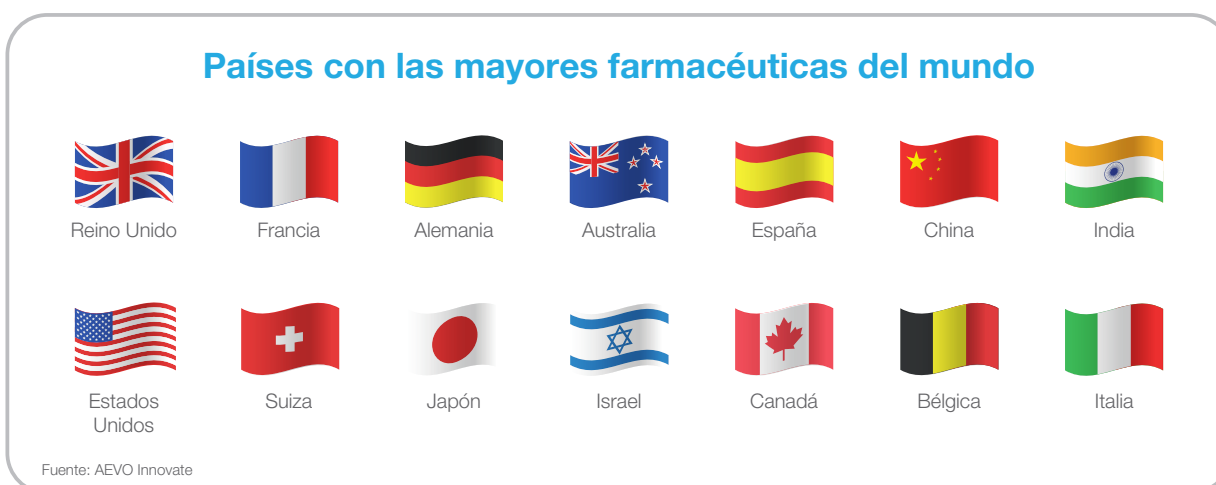 Países con las mayores farmacéuticas del mundo
Reino Unido
Francia
Alemania
Australia
España
China
India
Estados
Unidos
Suiza
Japón
Israel
Canadá
Bélgica
Italia
Fuente: AEVO Innovate